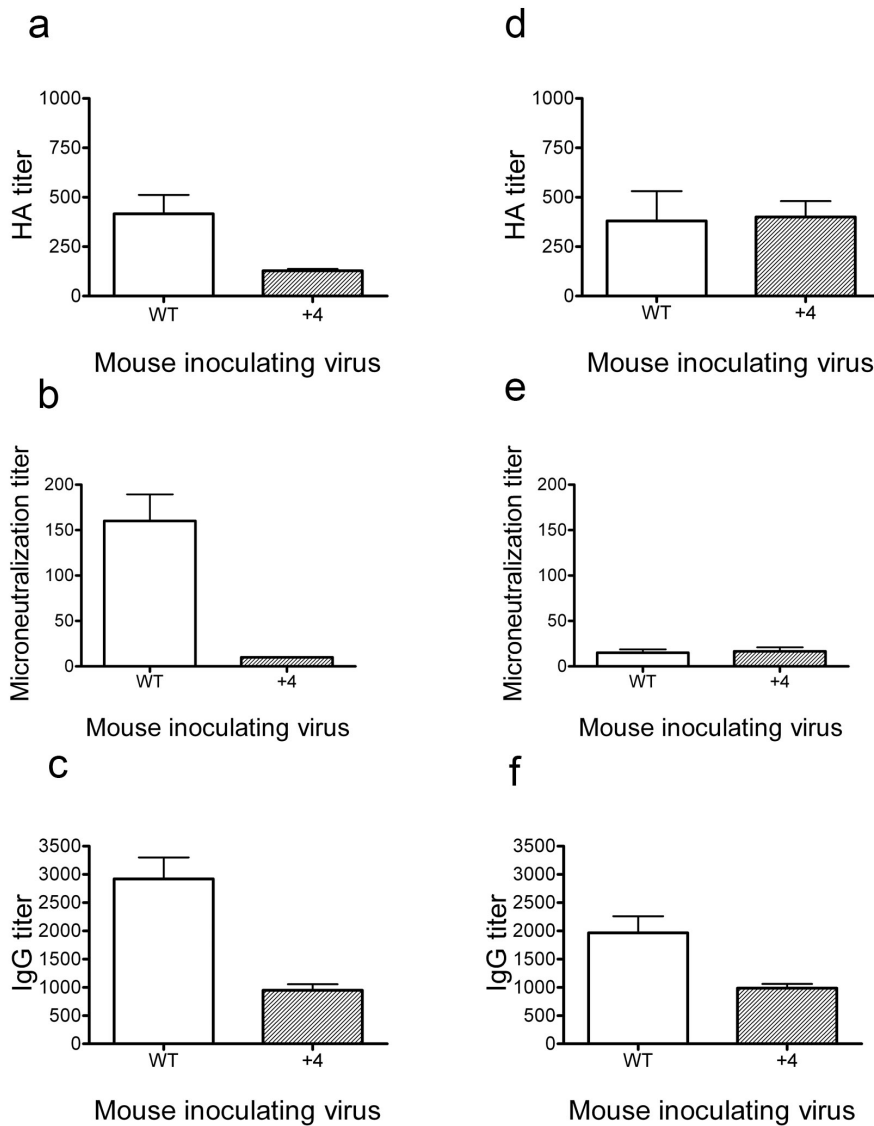 a
1000
750
500
250
0
HA titer
WT
+4
Mouse inoculating virus
d
1000
750
500
250
0
HA titer
WT
+4
Mouse inoculating virus
b
200
150
100
50
0
Microneutralization titer
WT
+4
Mouse inoculating virus
e
200
150
100
50
0
Microneutralization titer
WT
+4
Mouse inoculating virus
c
3500
3000
2500
2000
1500
1000
500
0
IgG titer
WT
+4
Mouse inoculating virus
f
3500
3000
2500
2000
1500
1000
500
0
IgG titer
WT
+4
Mouse inoculating virus